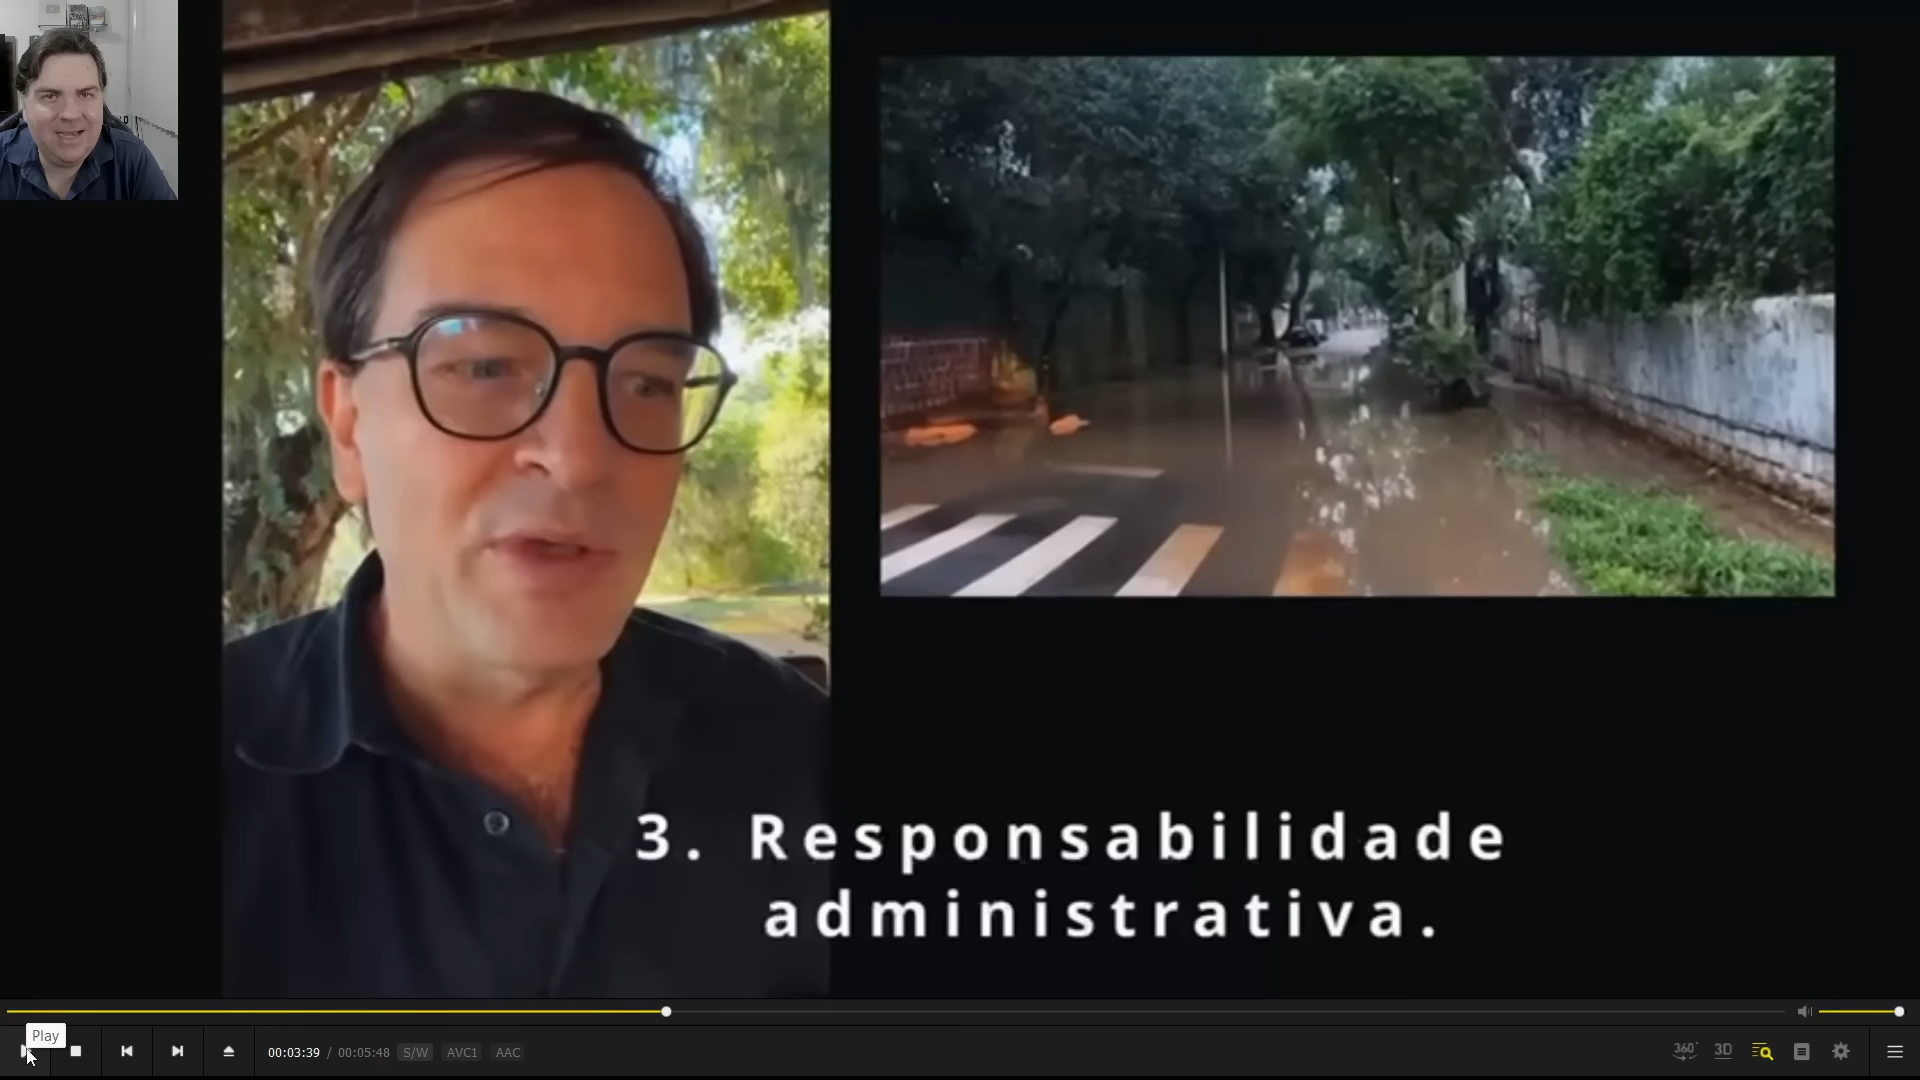 3. Responsabilidade
administrativa.
Play
00:03:39 / 00:05:48 S/W AVC1 AAC
360° 3D